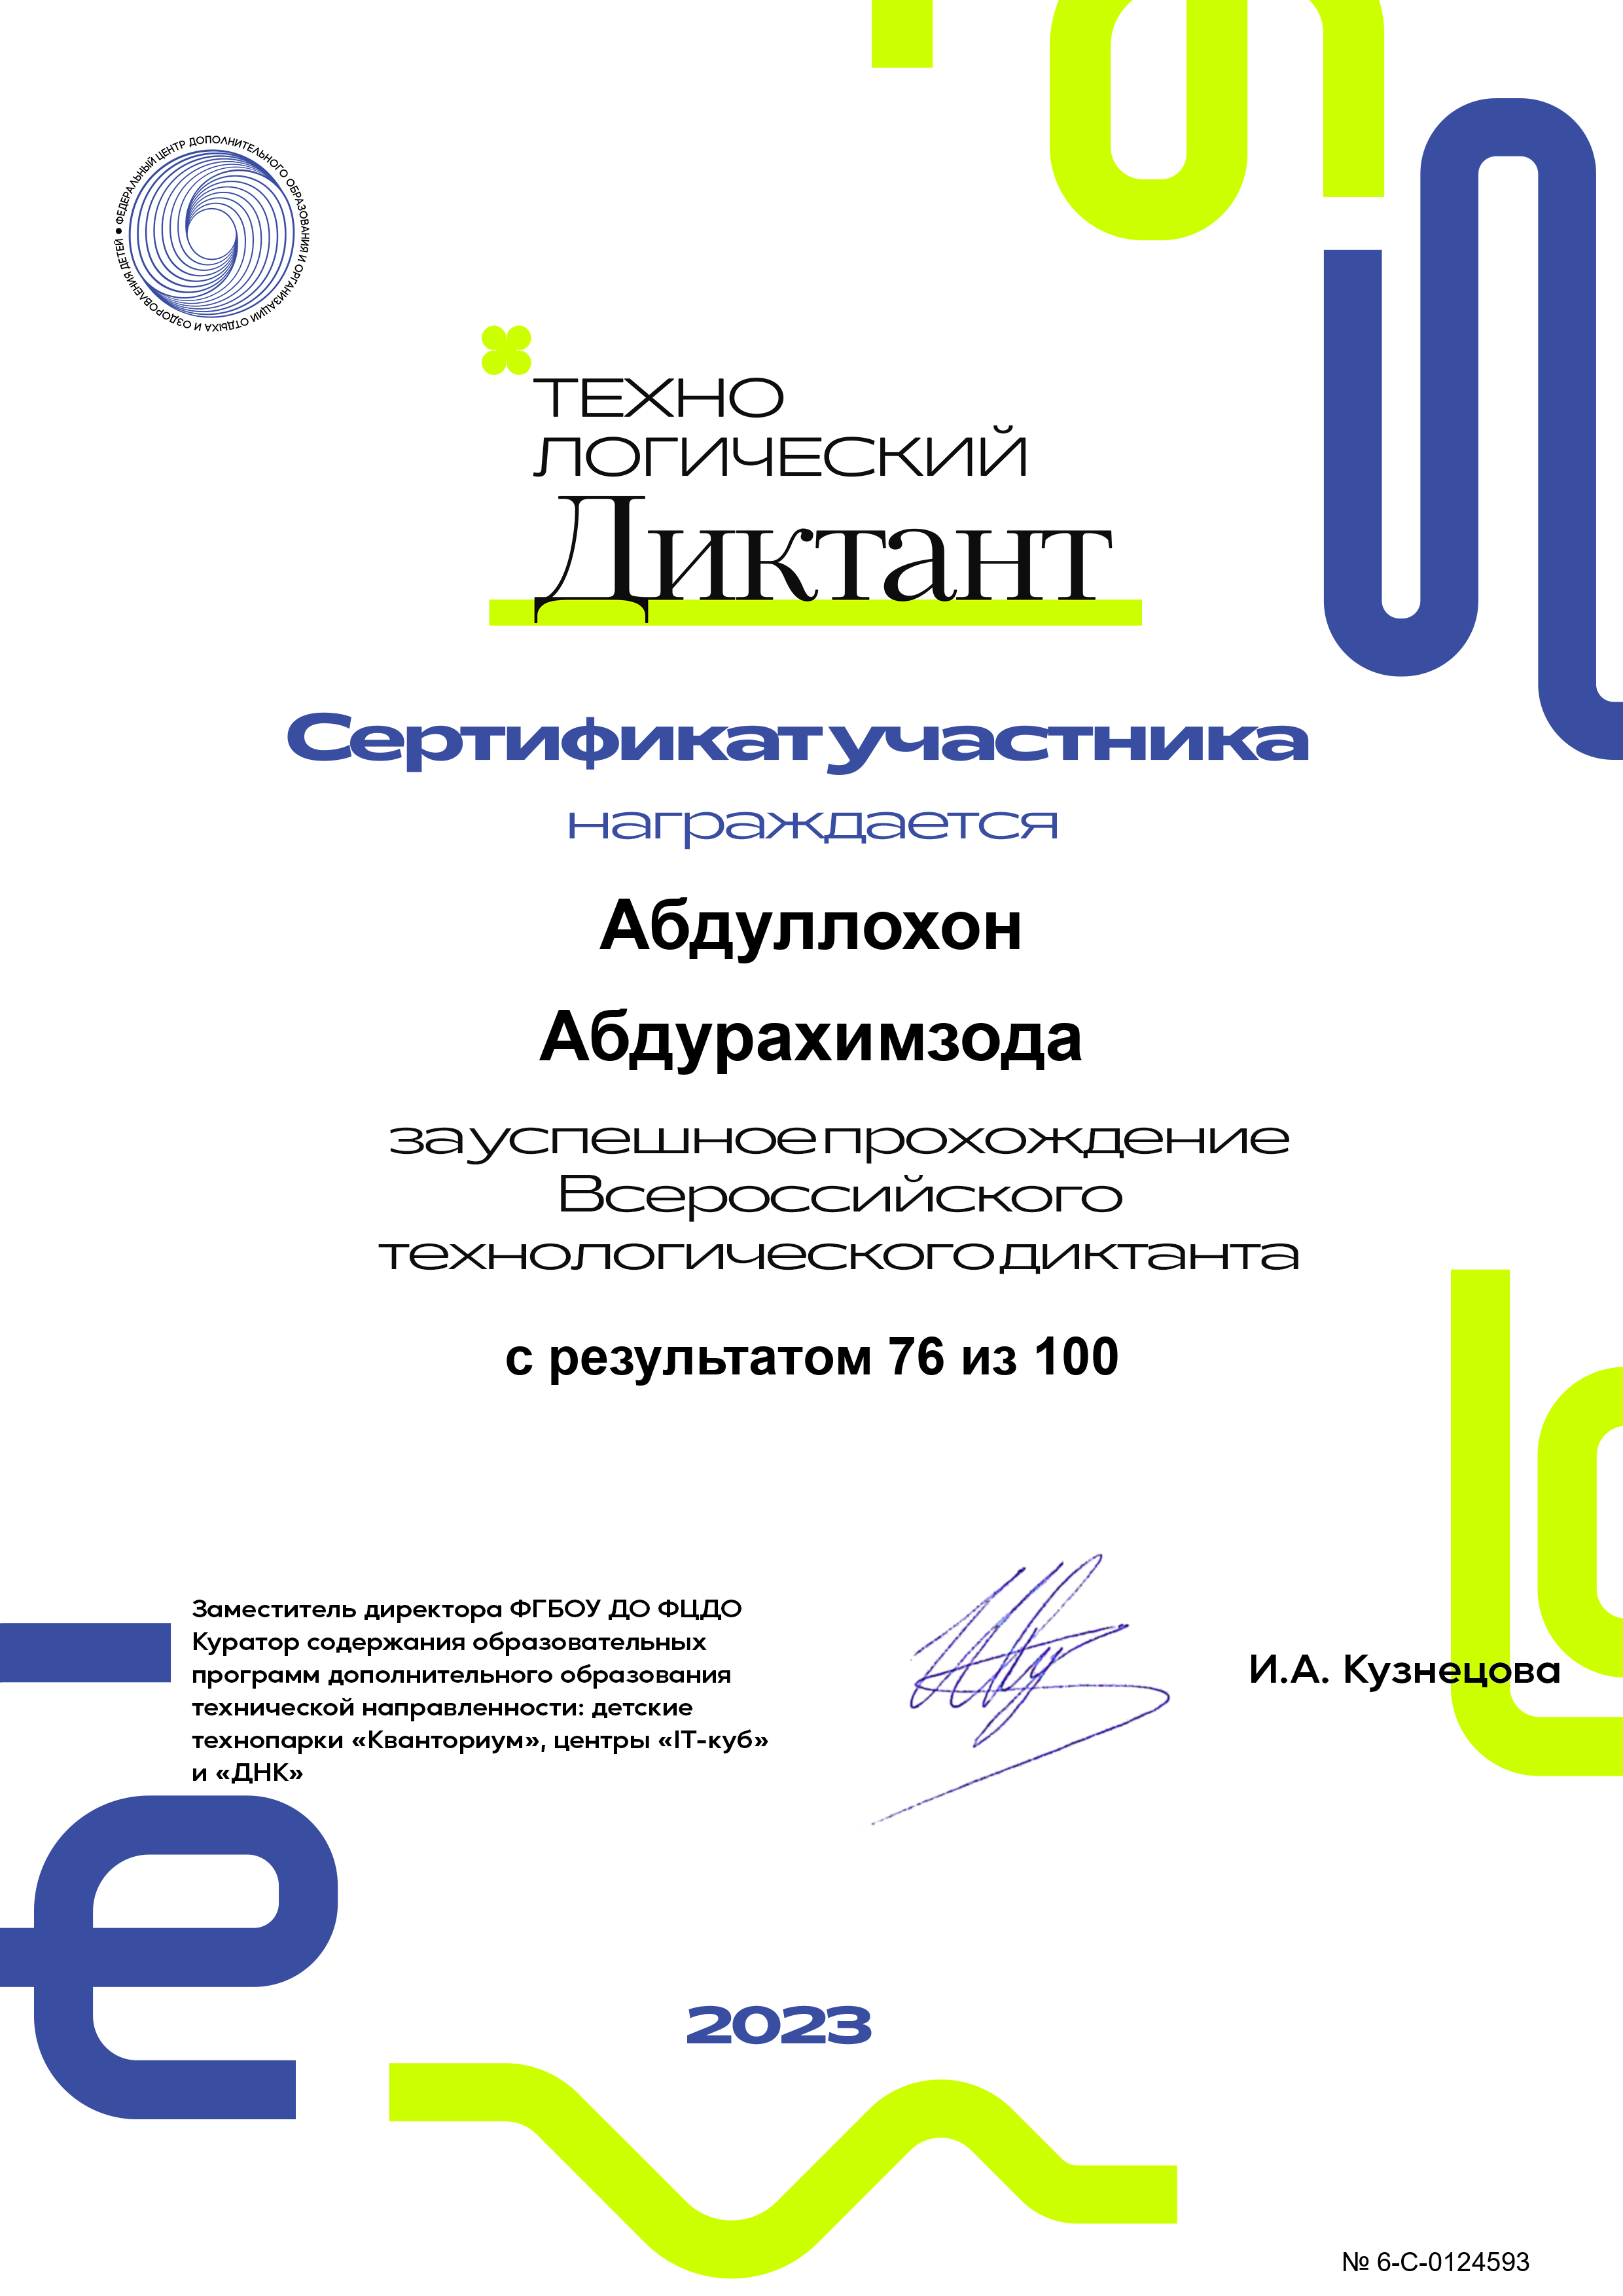 ФЕДЕРАЛЬНЫЙ ЦЕНТР ДОПОЛНИТЕЛЬНОГО ОБРАЗОВАНИЯ И ОРГАНИЗАЦИИ ОТДЫХА И ОЗДОРОВЛЕНИЯ ДЕТЕЙ •
ТЕХНО
ЛОГИЧЕСКИЙ
Диктант
Сертификат участника
награждается
Абдуллохон
Абдурахимзода
за успешное прохождение
Всероссийского
технологического диктанта
с результатом 76 из 100
Заместитель директора ФГБОУ ДО ФЦДО
Куратор содержания образовательных
программ дополнительного образования
технической направленности: детские
технопарки «Кванториум», центры «IT-куб»
и «ДНК»
И.А. Кузнецова
2023
№ 6-С-0124593